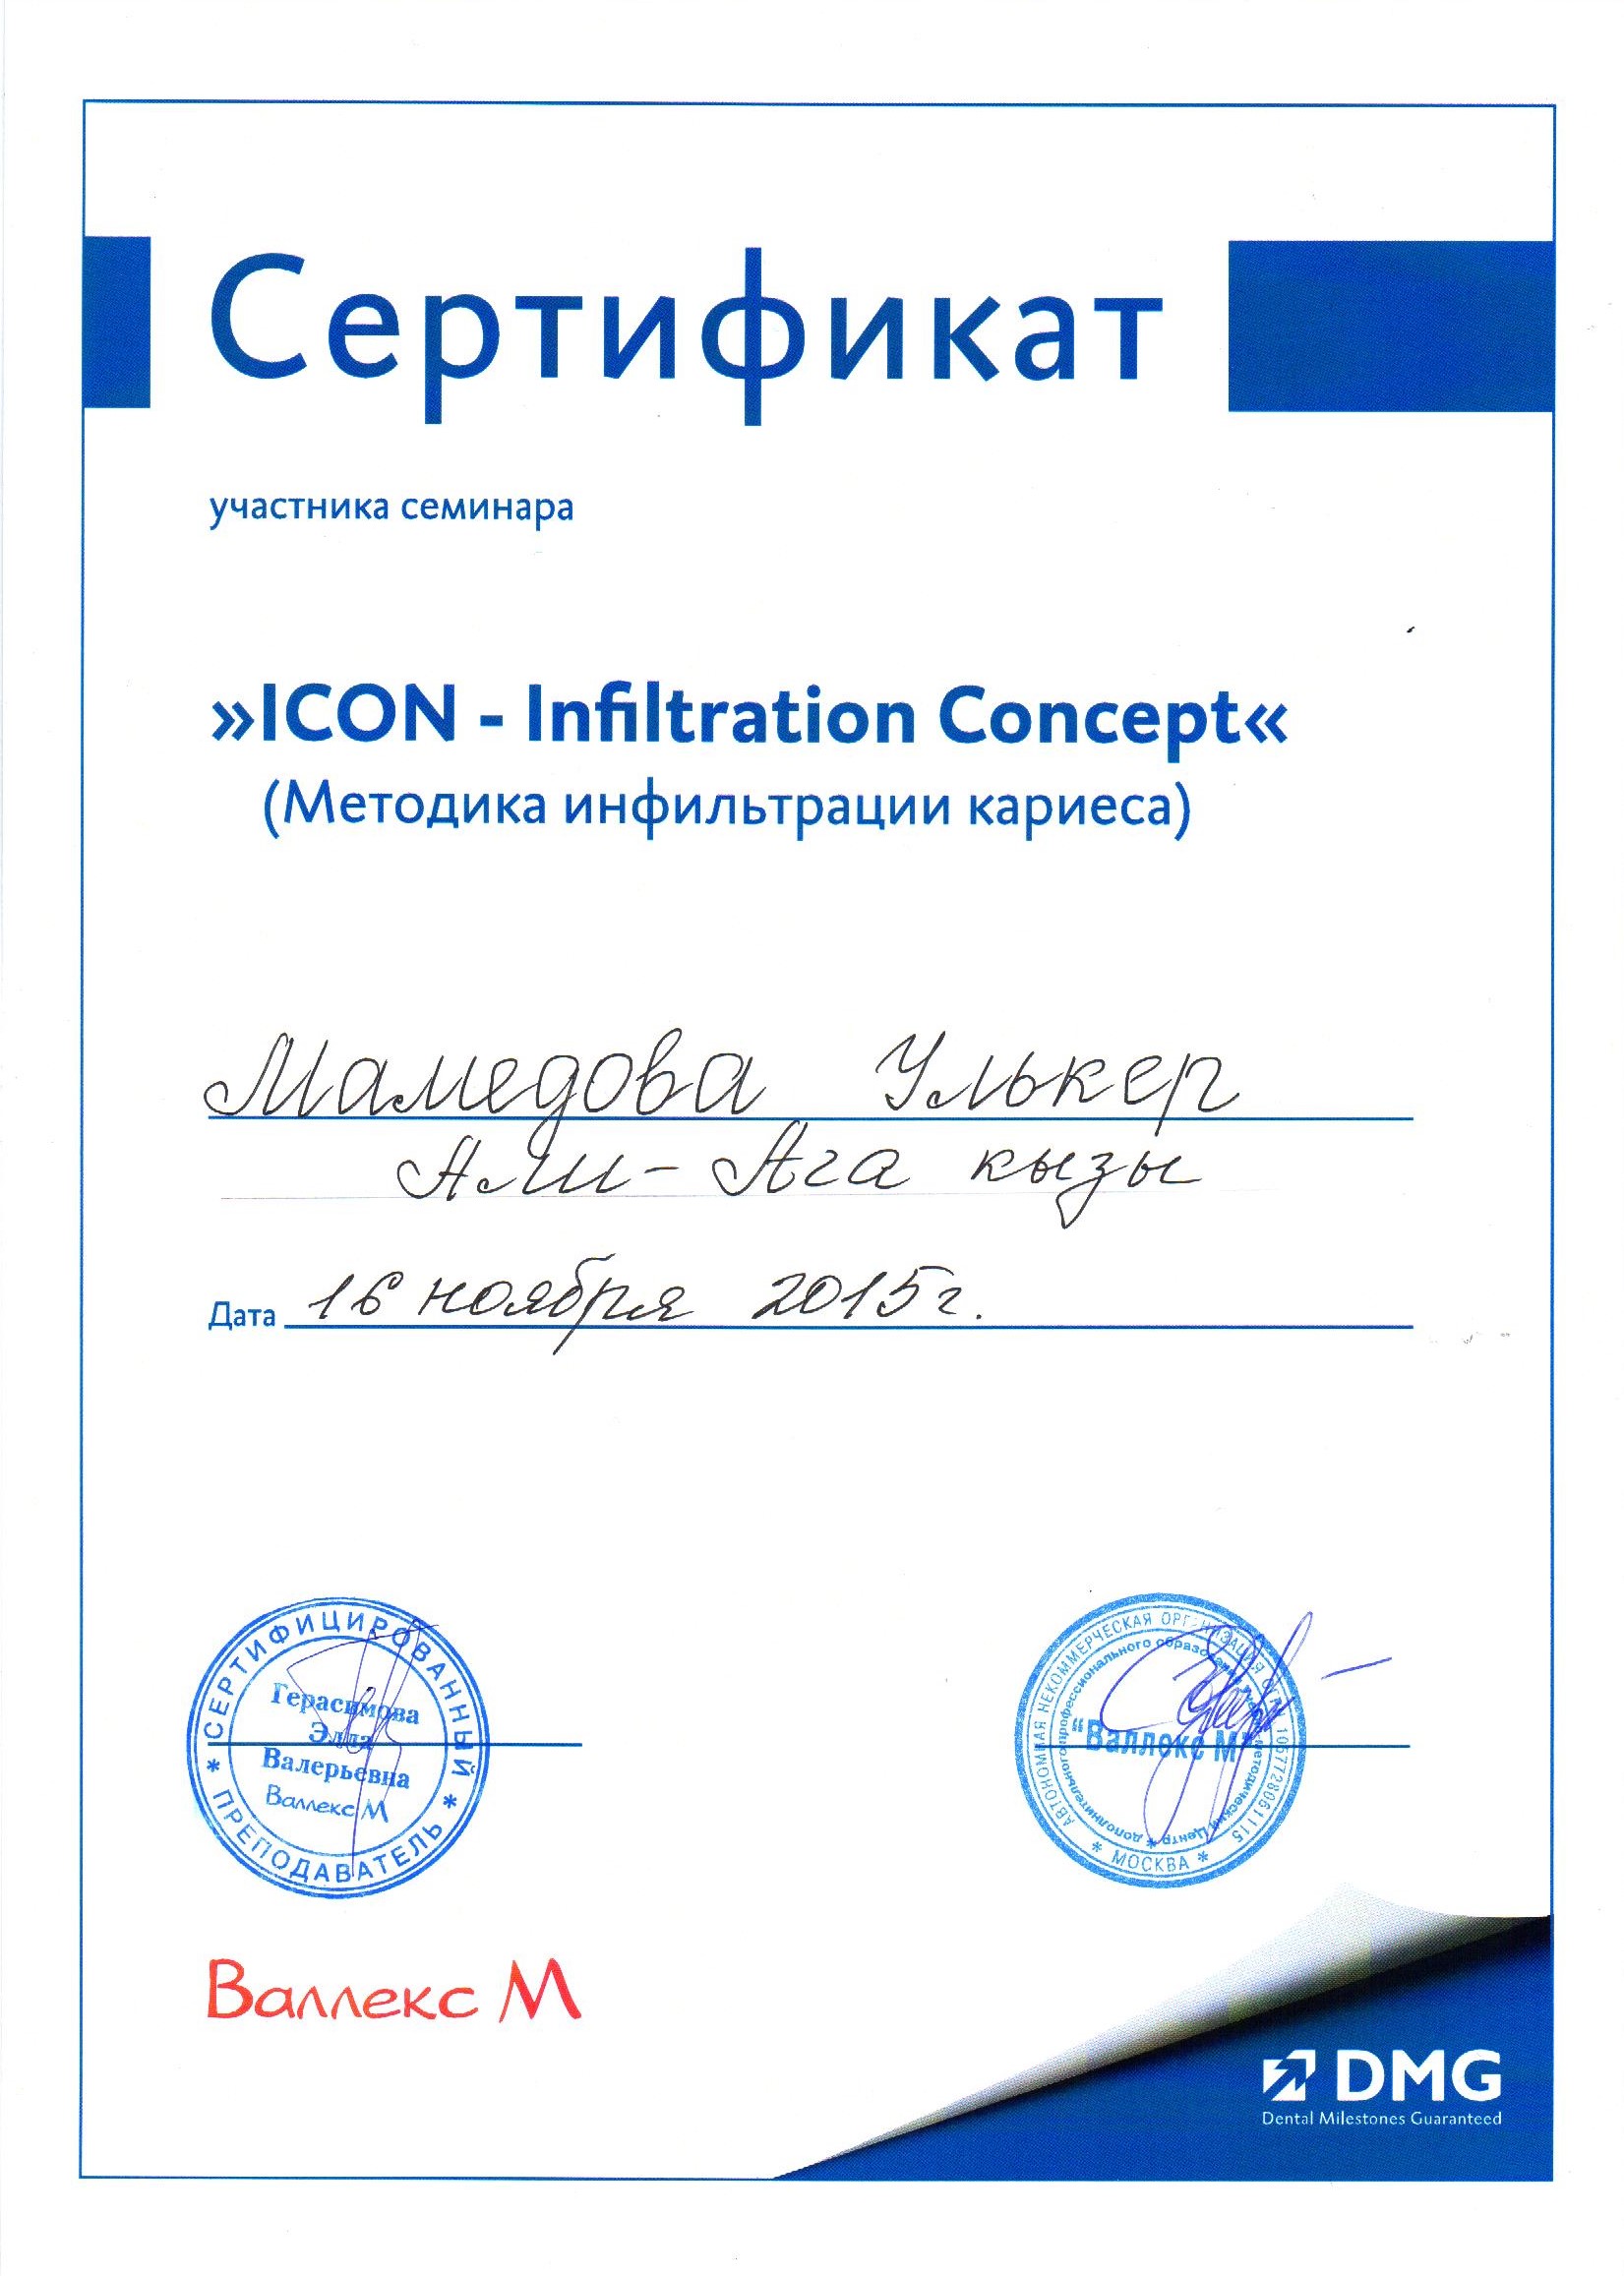 Сертификат
участника семинара
»ICON - Infiltration Concept«
(Методика инфильтрации кариеса)
Мамедова Улькер
Али-Ага кызы
Дата 16 ноября 2015г.
* СЕРТИФИЦИРОВАННЫЙ * ПРЕПОДАВАТЕЛЬ
Герасимова
Элла
Валерьевна
Валлекс М
АВТОНОМНАЯ НЕКОММЕРЧЕСКАЯ ОРГАНИЗАЦИЯ 1057728061115
* МОСКВА *
дополнительного профессионального образования методический Центр *
"Валлекс М"
Валлекс М
DMG
Dental Milestones Guaranteed